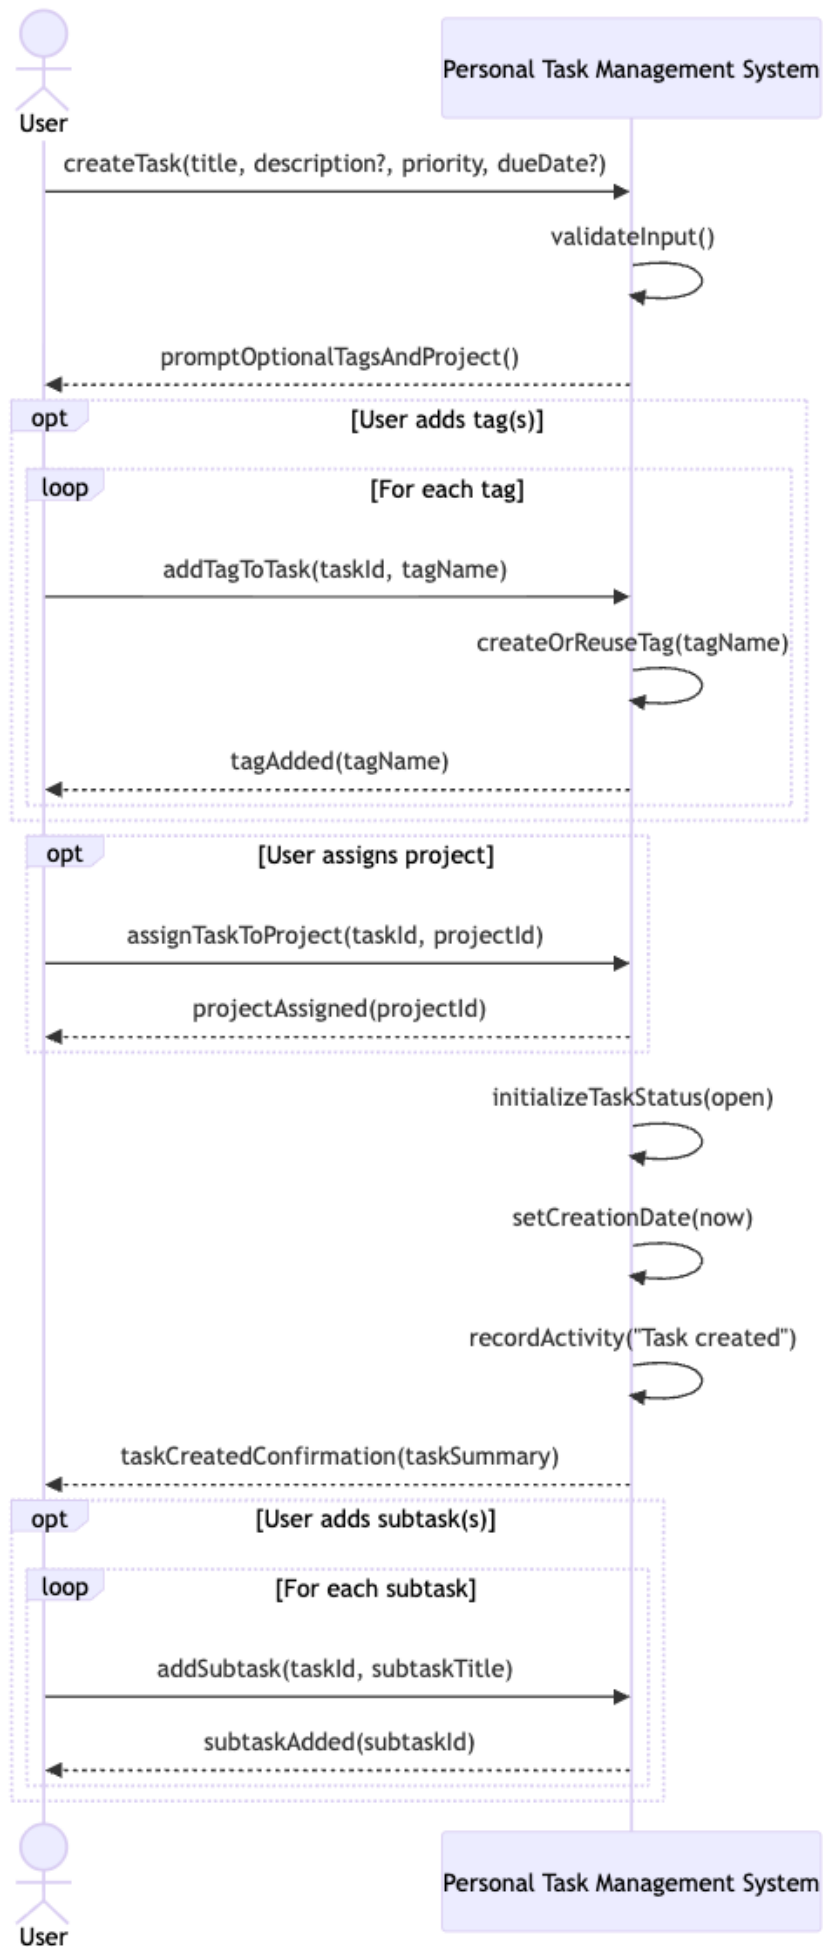 Personal Task Management System
User
createTask(title, description?, priority, dueDate?)
validateInput()
promptOptionalTagsAndProject()
opt
[User adds tag(s)]
loop
[For each tag]
addTagToTask(taskId, tagName)
createOrReuseTag(tagName)
tagAdded(tagName)
opt
[User assigns project]
assignTaskToProject(taskId, projectId)
projectAssigned(projectId)
initializeTaskStatus(open)
setCreationDate(now)
recordActivity("Task created")
taskCreatedConfirmation(taskSummary)
opt
[User adds subtask(s)]
loop
[For each subtask]
addSubtask(taskId, subtaskTitle)
subtaskAdded(subtaskId)
Personal Task Management System
User